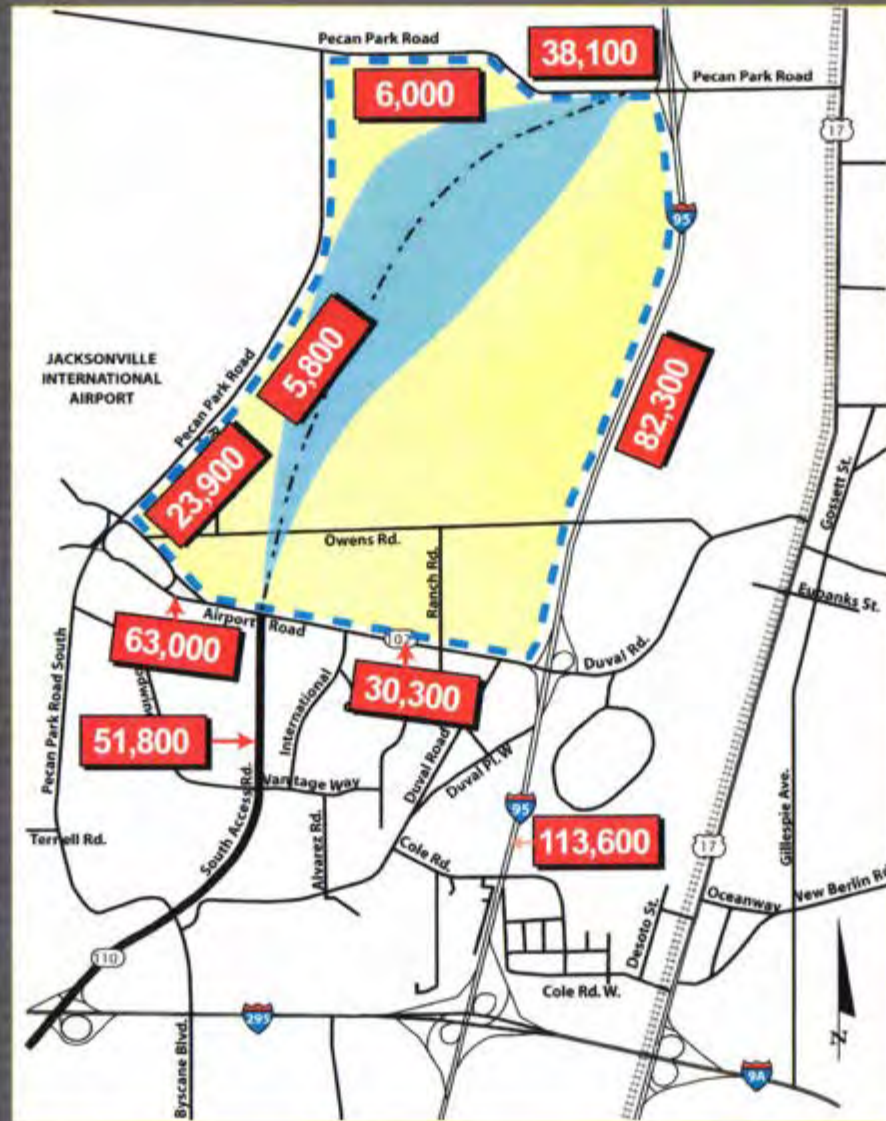 Pecan Park Road
38,100
Pecan Park Road
6,000
17
95
JACKSONVILLE
INTERNATIONAL
AIRPORT
Pecan Park Road
5,800
82,300
23,900
Gossett St.
Owens Rd.
Ranch Rd.
Eubanks St.
Airport Road
102
Duval Rd.
63,000
30,300
Pecan Park Road South
International
51,800
Duval Road
Duval Pl. W
Vantage Way
95
South Access Rd.
Alvarez Rd.
113,600
17
Gillespie Ave.
Terrell Rd.
Cole Rd.
Oceanway
New Berlin Rd
Desoto St.
110
Cole Rd. W.
295
N
Byscane Blvd.
9A